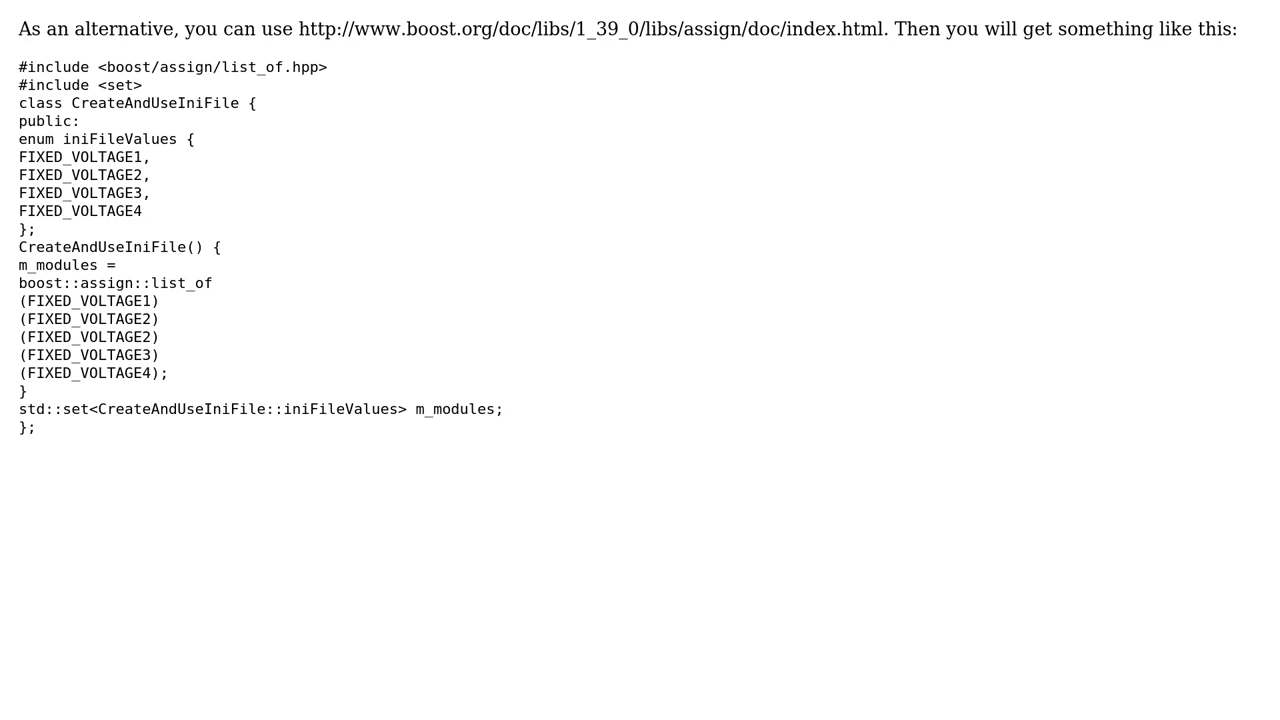 As an alternative, you can use http://www.boost.org/doc/libs/1_39_0/libs/assign/doc/index.html. Then you will get something like this:
#include <boost/assign/list_of.hpp>
#include <set>
class CreateAndUseIniFile {
public:
enum iniFileValues {
FIXED_VOLTAGE1,
FIXED_VOLTAGE2,
FIXED_VOLTAGE3,
FIXED_VOLTAGE4
};
CreateAndUseIniFile() {
m_modules =
boost::assign::list_of
(FIXED_VOLTAGE1)
(FIXED_VOLTAGE2)
(FIXED_VOLTAGE2)
(FIXED_VOLTAGE3)
(FIXED_VOLTAGE4);
}
std::set<CreateAndUseIniFile::iniFileValues> m_modules;
};